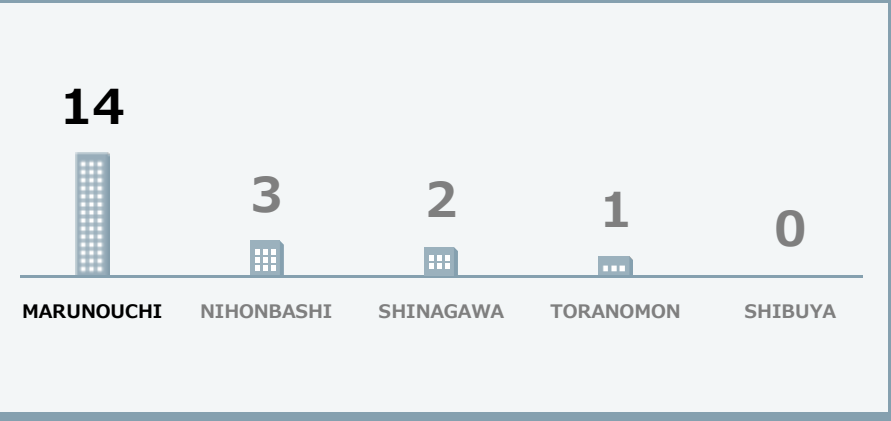 14
3
2
1
0
MARUNOUCHI
NIHONBASHI
SHINAGAWA
TORANOMON
SHIBUYA